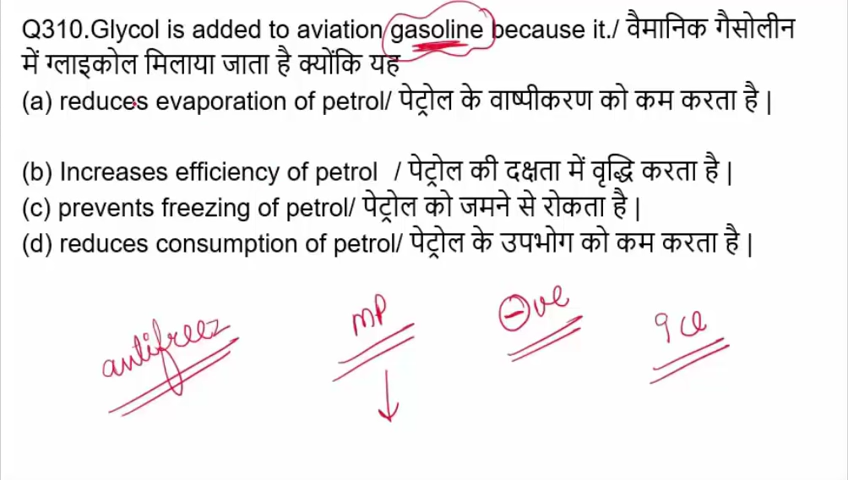 Q310.Glycol is added to aviation gasoline because it./ वैमानिक गैसोलीन
में ग्लाइकोल मिलाया जाता है क्योंकि यह
(a) reduces evaporation of petrol/ पेट्रोल के वाष्पीकरण को कम करता है |
(b) Increases efficiency of petrol / पेट्रोल की दक्षता में वृद्धि करता है |
(c) prevents freezing of petrol/ पेट्रोल को जमने से रोकता है |
(d) reduces consumption of petrol/ पेट्रोल के उपभोग को कम करता है |
antifreez MP ⊖ve